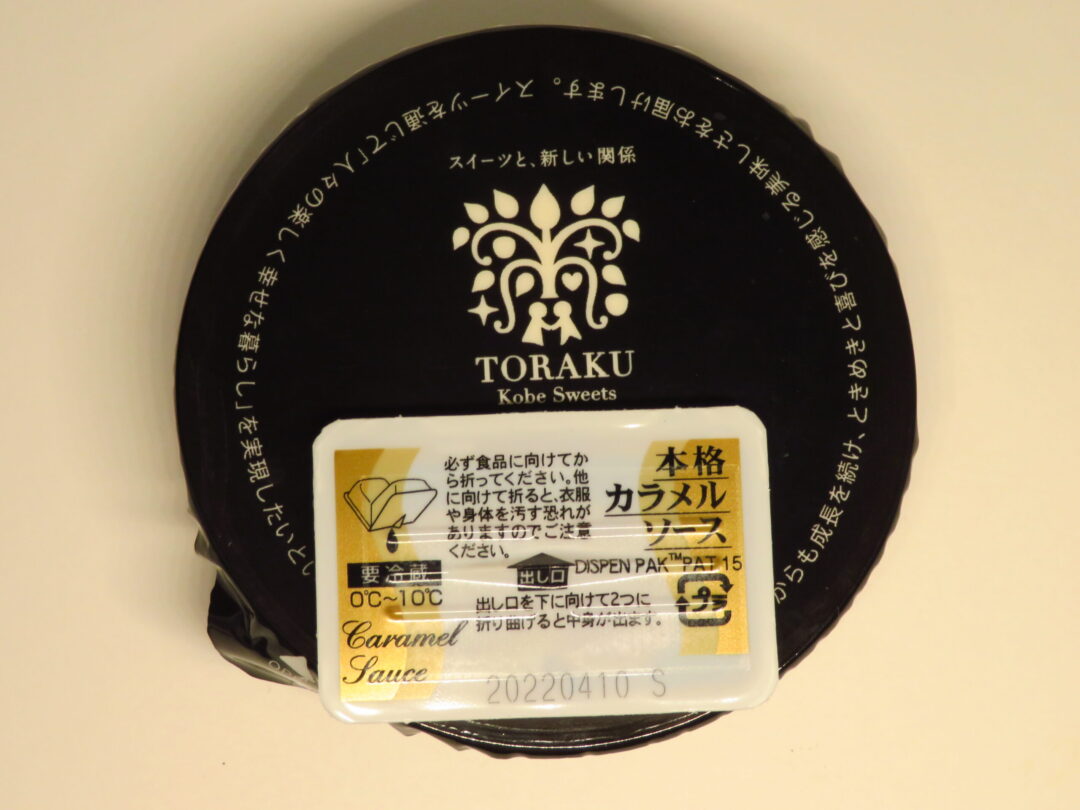 スイーツを通じて「人々の楽しく幸せな暮らし」を実現したいと
からも成長を続け、ときめきと喜びを感じる美味しさをお届けします。
スイーツと、新しい関係
TORAKU
Kobe Sweets
必ず食品に向けてか
ら折ってください。他
に向けて折ると、衣服
や身体を汚す恐れが
ありますのでご注意
ください。
本格
カラメル
ソース
要冷蔵
0℃~10℃
出し口
DISPEN PAK™PAT 15
プラ
出し口を下に向けて2つに
折り曲げると中身が出ます。
Caramel
Sauce
20220410 S